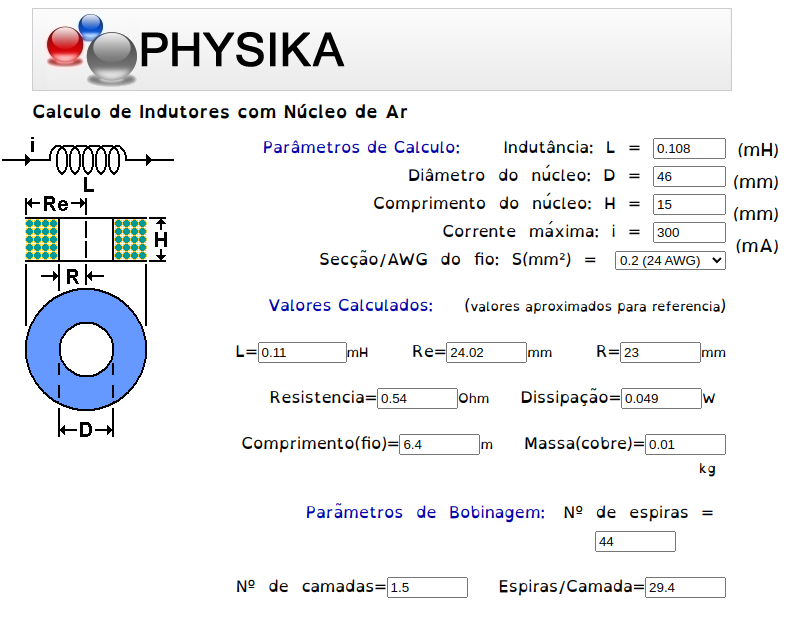 PHYSIKA
Calculo de Indutores com Núcleo de Ar
i
L
Re
H
R
D
Parâmetros de Calculo: Indutância: L = 0.108 (mH)
Diâmetro do núcleo: D = 46 (mm)
Comprimento do núcleo: H = 15 (mm)
Corrente máxima: i = 300 (mA)
Secção/AWG do fio: S(mm²) = 0.2 (24 AWG)
Valores Calculados: (valores aproximados para referencia)
L= 0.11 mH Re= 24.02 mm R= 23 mm
Resistencia= 0.54 Ohm Dissipação= 0.049 W
Comprimento(fio)= 6.4 m Massa(cobre)= 0.01
kg
Parãmetros de Bobinagem: Nº de espiras =
44
Nº de camadas= 1.5 Espiras/Camada= 29.4